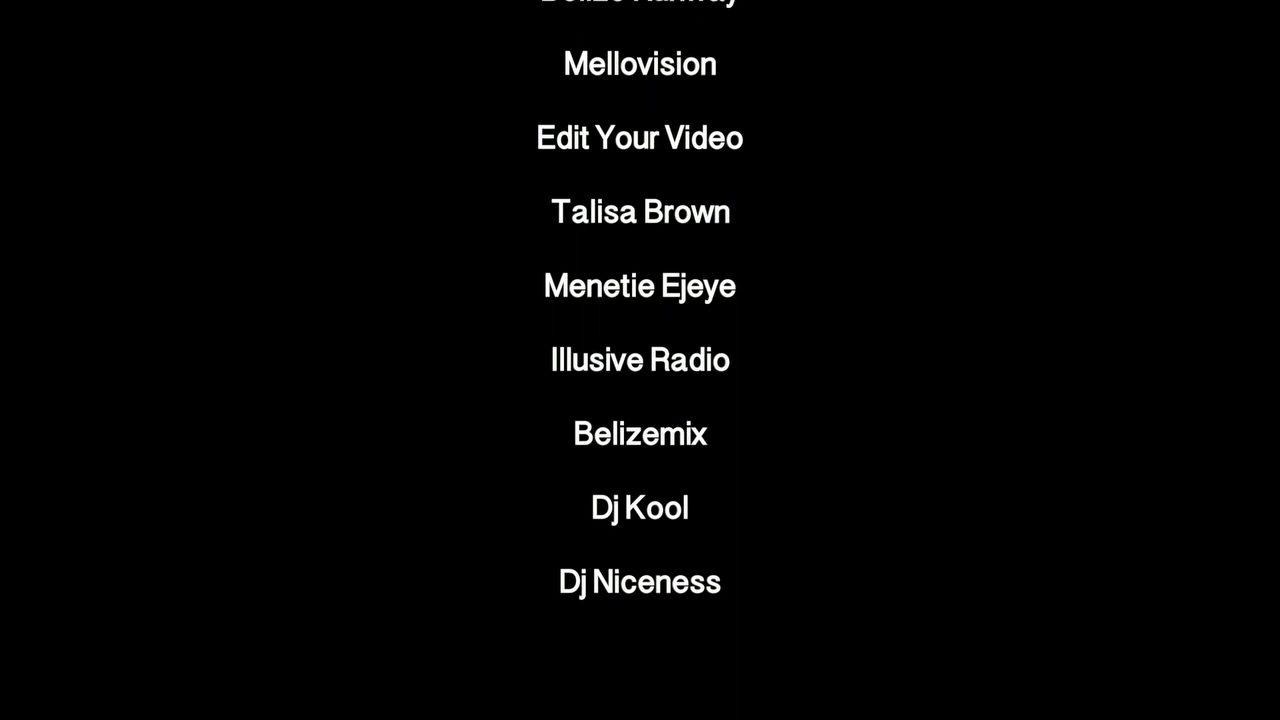 Mellovision
Edit Your Video
Talisa Brown
Menetie Ejeye
Illusive Radio
Belizemix
Dj Kool
Dj Niceness